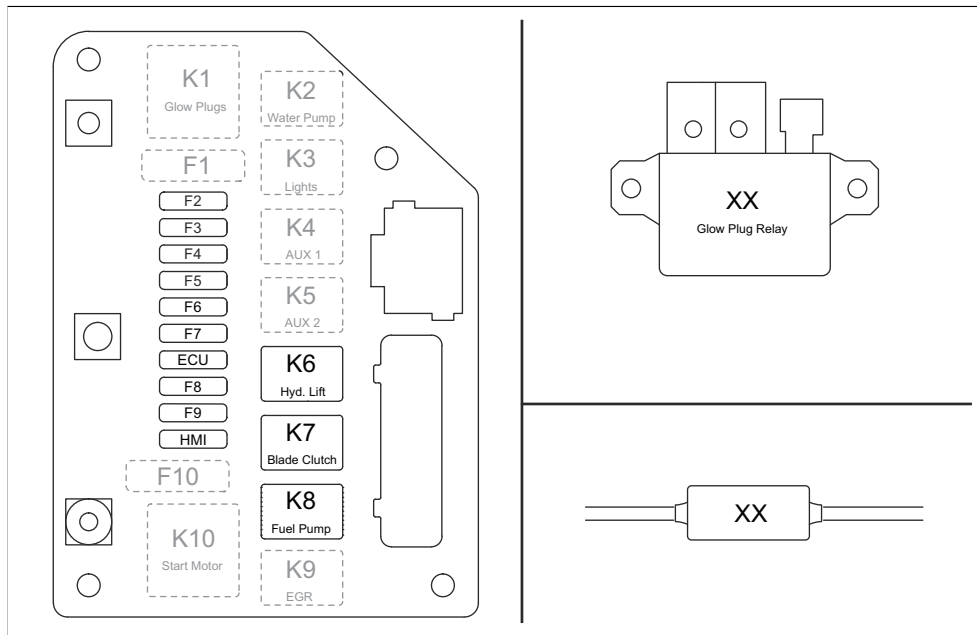 K1
Glow Plugs
K2
Water Pump
F1
K3
Lights
F2
F3
F4
K4
AUX 1
F5
F6
K5
AUX 2
F7
ECU
K6
Hyd. Lift
F8
F9
K7
Blade Clutch
HMI
F10
K8
Fuel Pump
K10
Start Motor
K9
EGR
XX
Glow Plug Relay
XX